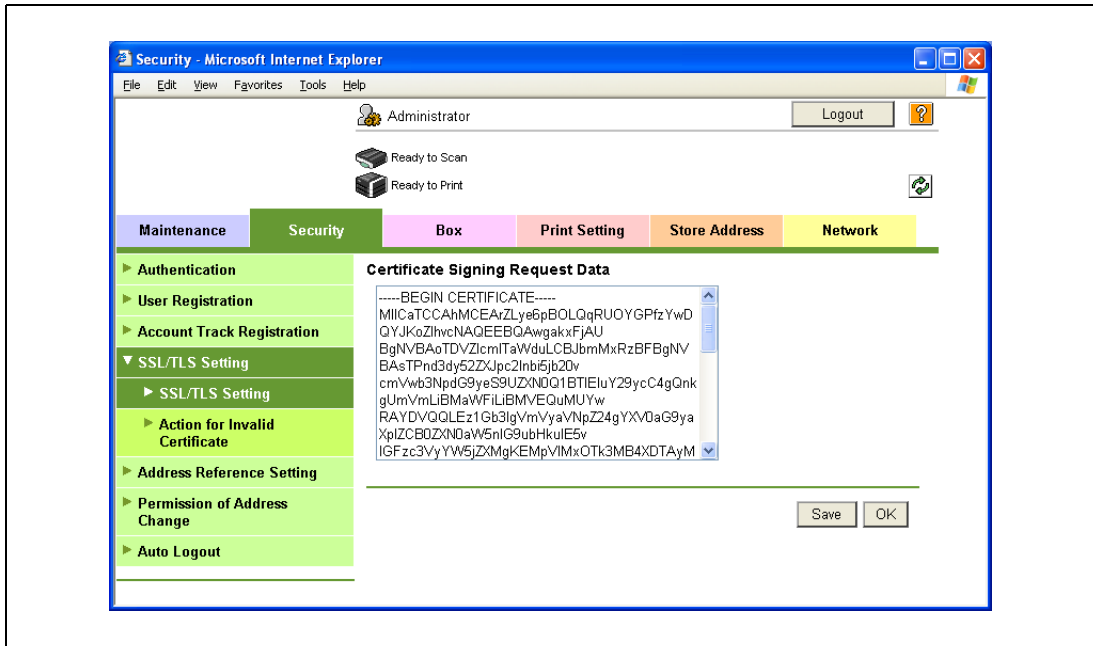 Security - Microsoft Internet Explorer
File Edit View Favorites Tools Help
Administrator
Logout
Ready to Scan
Ready to Print
Maintenance Security Box Print Setting Store Address Network
Authentication
User Registration
Account Track Registration
SSL/TLS Setting
SSL/TLS Setting
Action for Invalid
Certificate
Address Reference Setting
Permission of Address
Change
Auto Logout
Certificate Signing Request Data
-----BEGIN CERTIFICATE-----
MIICaTCCAhMCEArZLye6pBOLQqRUOYGPfzYwD
QYJKoZIhvcNAQEEBQAwgakxFjAU
BgNVBAoTDVZlcmlTaWduLCBJbmMxRzBFBgNV
BAsTPnd3dy52ZXJpc2lnbi5jb20v
cmVwb3NpdG9yeS9UZXN0Q1BTIEluY29ycC4gQnk
gUmVmLiBMaWFiLiBMVEQuMUYw
RAYDVQQLEz1Gb3IgVmVyaVNpZ24gYXV0aG9ya
XplZCB0ZXN0aW5nIG9ubHkuIE5v
IGFzc3VyYW5jZXMgKEMpVlMxOTk3MB4XDTAyM
Save OK